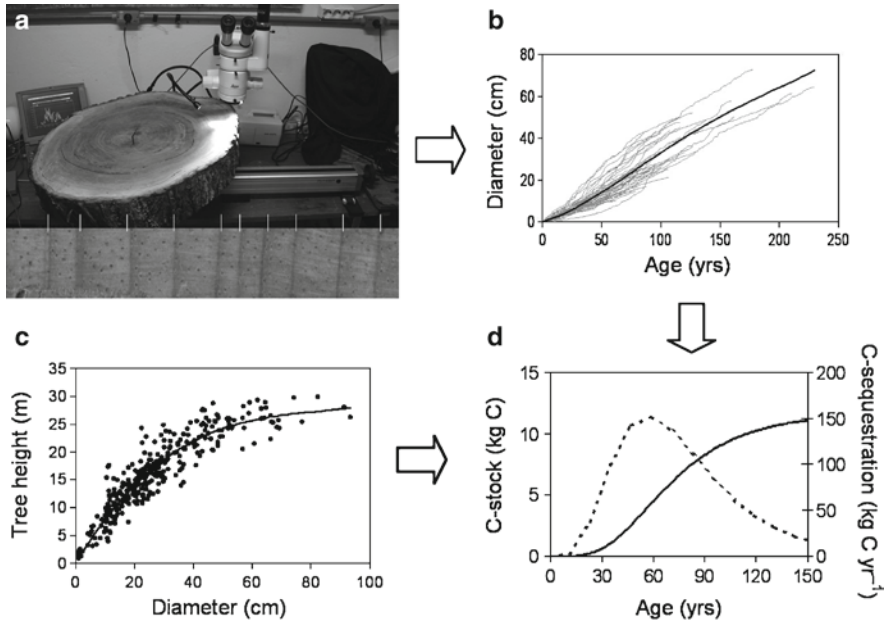 a
b
80
60
40
20
0
Diameter (cm)
0 50 100 150 200 250
Age (yrs)
c
35
30
25
20
15
10
5
0
Tree height (m)
0 20 40 60 80 100
Diameter (cm)
d
15
10
5
0
C-stock (kg C)
200
150
100
50
0
C-sequestration (kg C yr⁻¹)
0 30 60 90 120 150
Age (yrs)